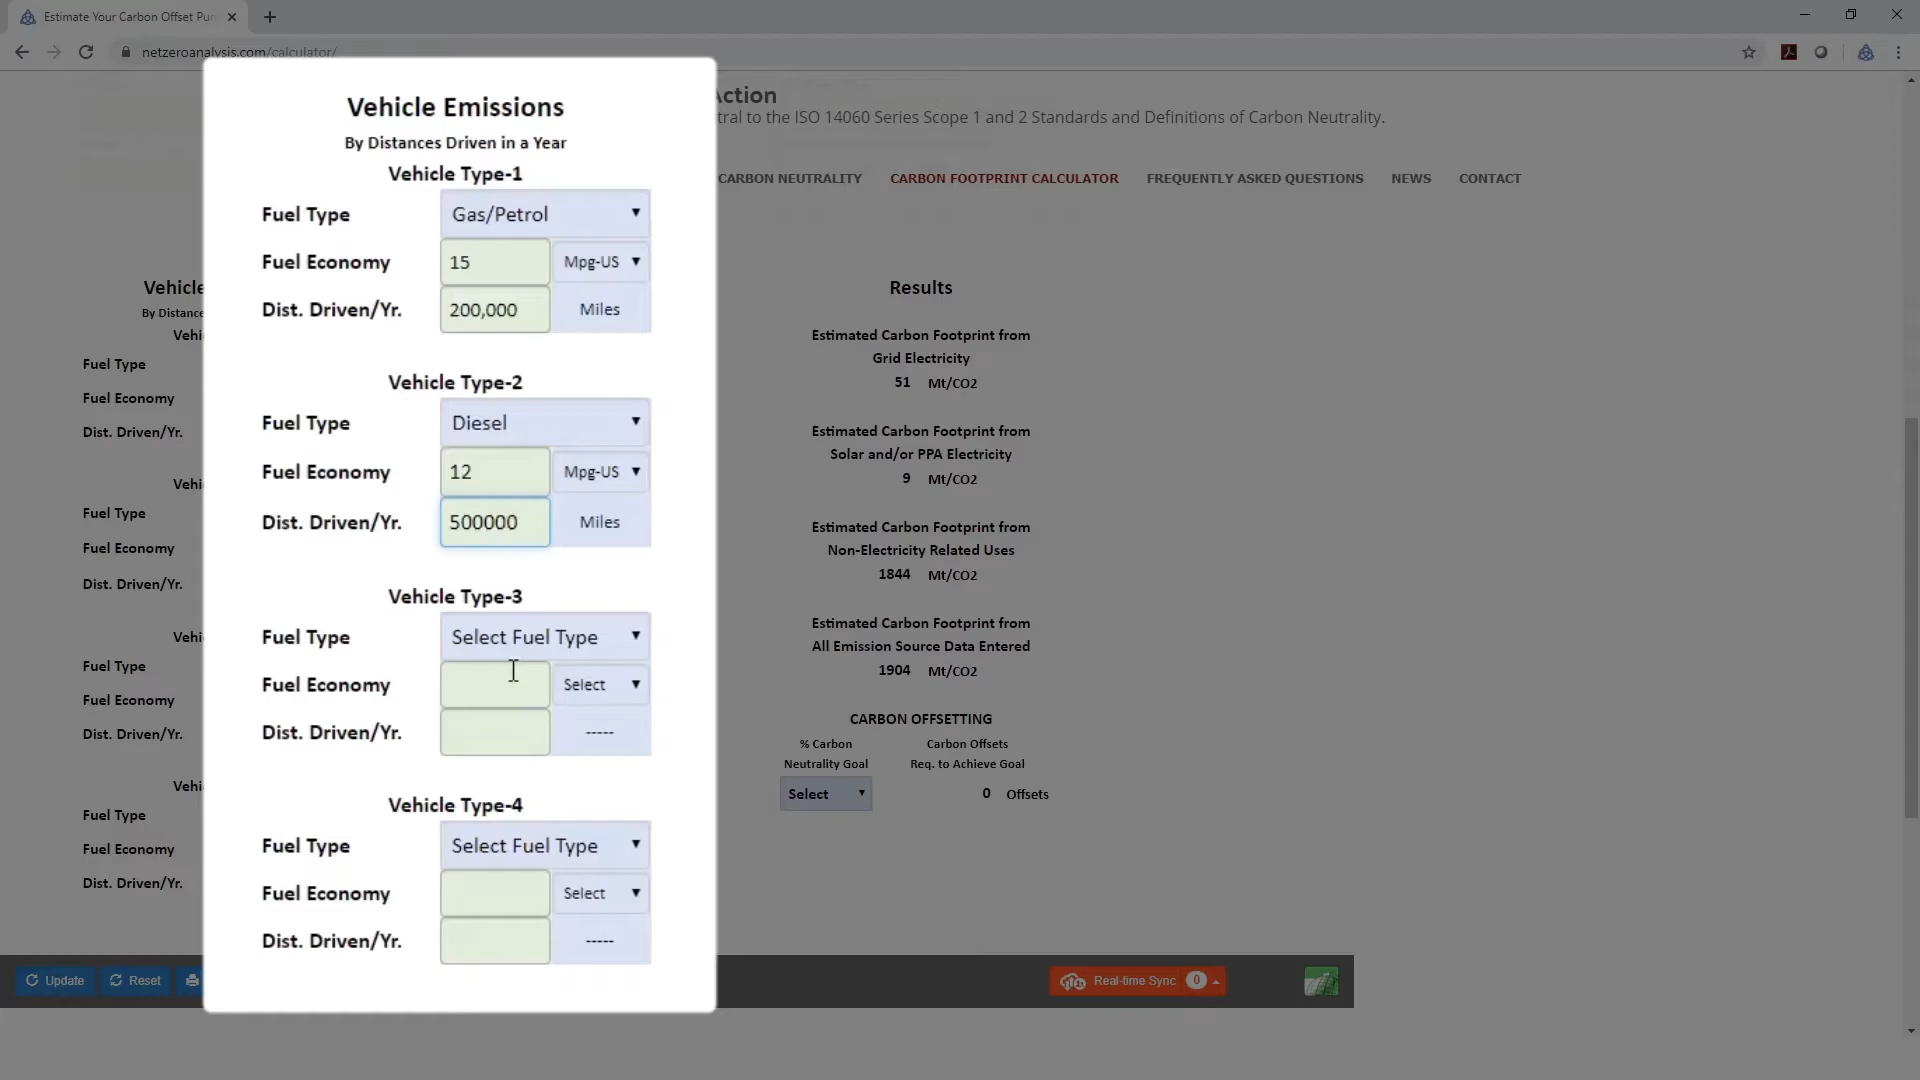 Estimate Your Carbon Offset Pur
netzeroanalysis.com/calculator/
Action
tral to the ISO 14060 Series Scope 1 and 2 Standards and Definitions of Carbon Neutrality.
CARBON NEUTRALITY CARBON FOOTPRINT CALCULATOR FREQUENTLY ASKED QUESTIONS NEWS CONTACT
Vehicle
By Distance
Vehi
Fuel Type
Fuel Economy
Dist. Driven/Yr.
Vehi
Fuel Type
Fuel Economy
Dist. Driven/Yr.
Vehi
Fuel Type
Fuel Economy
Dist. Driven/Yr.
Vehi
Fuel Type
Fuel Economy
Dist. Driven/Yr.
Vehicle Emissions
By Distances Driven in a Year
Vehicle Type-1
Fuel Type Gas/Petrol
Fuel Economy 15 Mpg-US
Dist. Driven/Yr. 200,000 Miles
Vehicle Type-2
Fuel Type Diesel
Fuel Economy 12 Mpg-US
Dist. Driven/Yr. 500000 Miles
Vehicle Type-3
Fuel Type Select Fuel Type
Fuel Economy Select
Dist. Driven/Yr. -----
Vehicle Type-4
Fuel Type Select Fuel Type
Fuel Economy Select
Dist. Driven/Yr. -----
Results
Estimated Carbon Footprint from
Grid Electricity
51 Mt/CO2
Estimated Carbon Footprint from
Solar and/or PPA Electricity
9 Mt/CO2
Estimated Carbon Footprint from
Non-Electricity Related Uses
1844 Mt/CO2
Estimated Carbon Footprint from
All Emission Source Data Entered
1904 Mt/CO2
CARBON OFFSETTING
% Carbon Carbon Offsets
Neutrality Goal Req. to Achieve Goal
Select 0 Offsets
Update Reset Real-time Sync 0